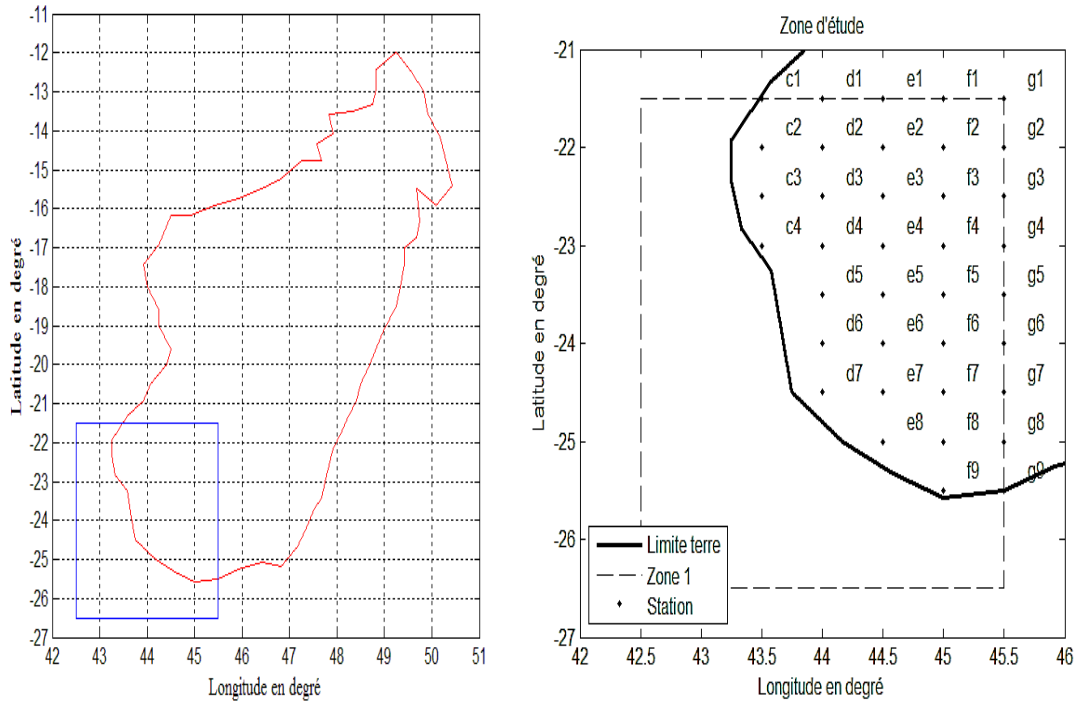 -11
-12
-13
-14
-15
-16
-17
-18
-19
-20
-21
-22
-23
-24
-25
-26
-27
Latitude en degré
42 43 44 45 46 47 48 49 50 51
Longitude en degré
Zone d'étude
-21
-22
-23
-24
-25
-26
-27
Latitude en degré
c1 d1 e1 f1 g1
c2 d2 e2 f2 g2
c3 d3 e3 f3 g3
c4 d4 e4 f4 g4
d5 e5 f5 g5
d6 e6 f6 g6
d7 e7 f7 g7
e8 f8 g8
f9 g9
Limite terre
Zone 1
Station
42 42.5 43 43.5 44 44.5 45 45.5 46
Longitude en degré